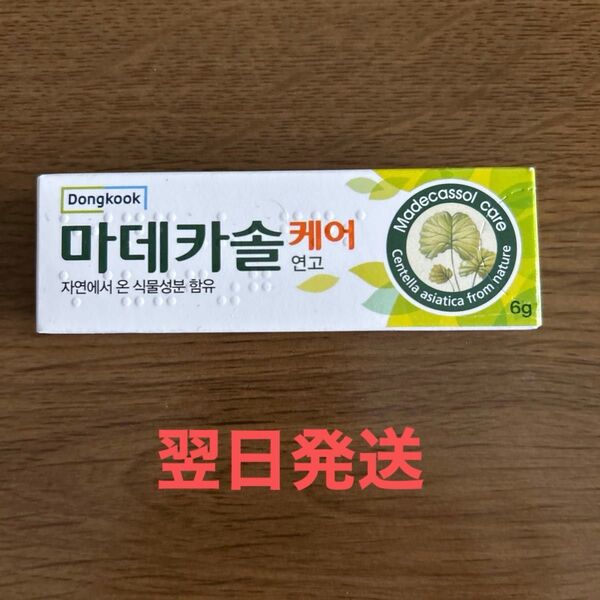 Dongkook
마데카솔케어
연고
자연에서 온 식물성분 함유
Madecassol care
Centella asiatica from nature
6g
翌日発送